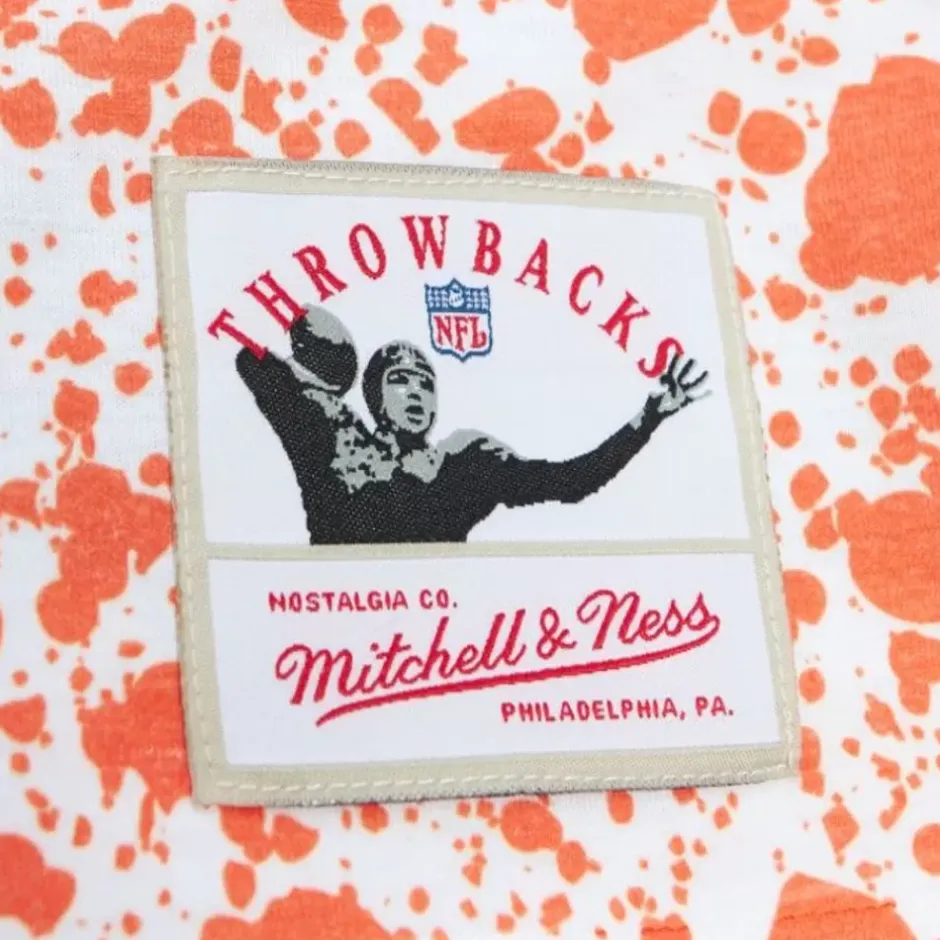 THROWBACKS
NFL
NOSTALGIA CO.
Mitchell & Ness
PHILADELPHIA, PA.